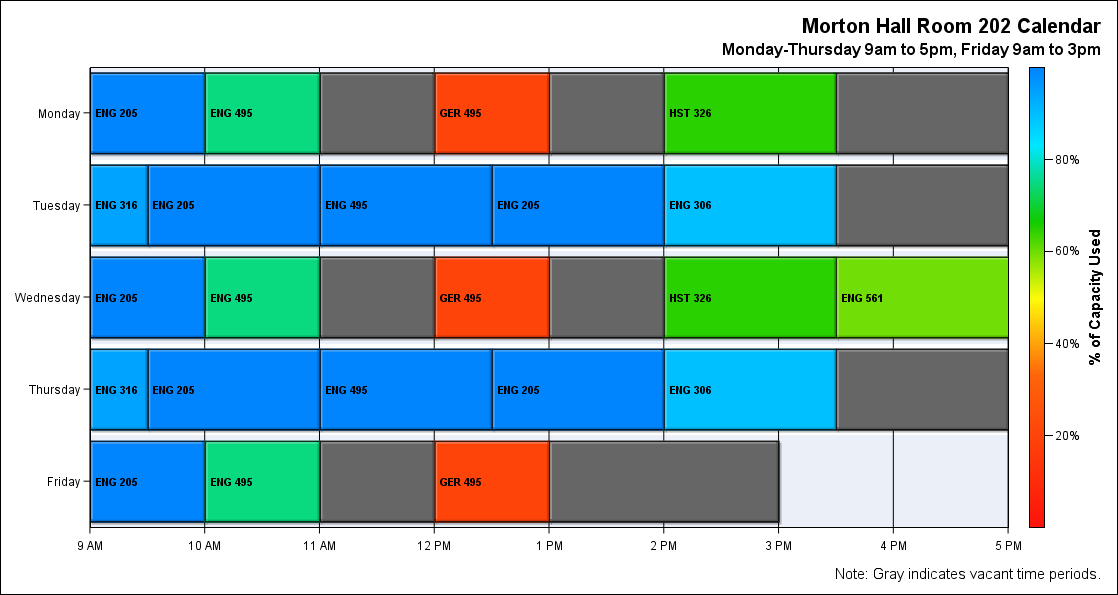 Morton Hall Room 202 Calendar
Monday-Thursday 9am to 5pm, Friday 9am to 3pm
Monday ENG 205 ENG 495 GER 495 HST 326
Tuesday ENG 316 ENG 205 ENG 495 ENG 205 ENG 306
Wednesday ENG 205 ENG 495 GER 495 HST 326 ENG 561
Thursday ENG 316 ENG 205 ENG 495 ENG 205 ENG 306
Friday ENG 205 ENG 495 GER 495
9 AM 10 AM 11 AM 12 PM 1 PM 2 PM 3 PM 4 PM 5 PM
80%
60%
40%
20%
% of Capacity Used
Note: Gray indicates vacant time periods.